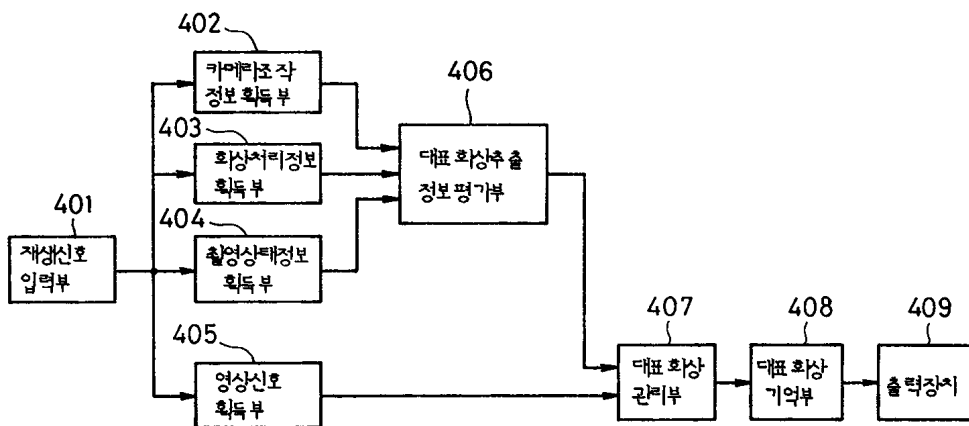 402
카메라조작
정보획득부
403
화상처리정보
획득부
401
재생신호
입력부
404
촬영상태정보
획득부
405
영상신호
획득부
406
대표화상추출
정보평가부
407
대표화상
관리부
408
대표화상
기억부
409
출력장치